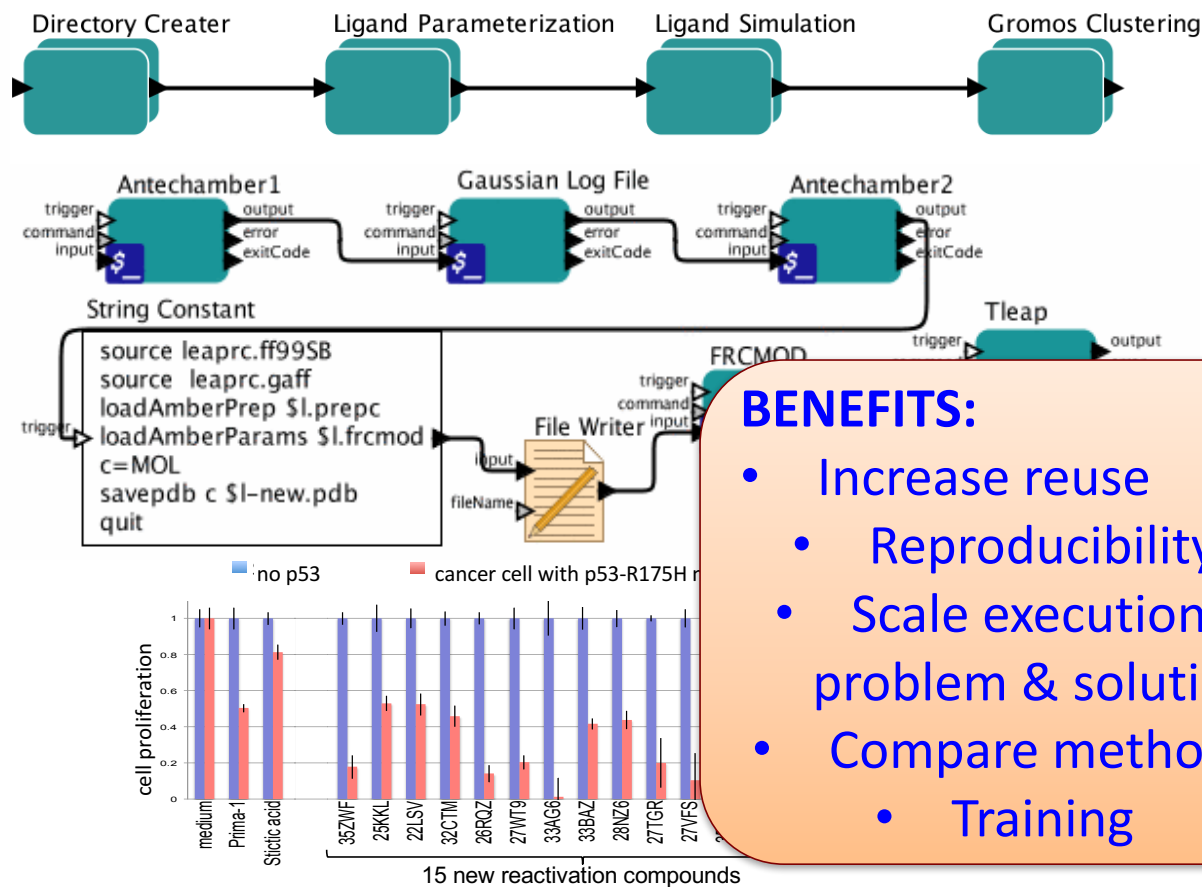 Directory Creater
Ligand Parameterization
Ligand Simulation
Gromos Clustering
Antechamber1
trigger
command
input
$_
output
error
exitCode
Gaussian Log File
trigger
command
input
$_
output
error
exitCode
Antechamber2
trigger
command
input
$_
output
error
exitCode
String Constant
trigger
source leaprc.ff99SB
source leaprc.gaff
loadAmberPrep $l.prepc
loadAmberParams $l.frcmod
c=MOL
savepdb c $l-new.pdb
quit
File Writer
input
fileName
FRCMOD
trigger
command
input
Tleap
trigger
output
BENEFITS:
• Increase reuse
• Reproducibility
• Scale execution
problem & soluti
• Compare metho
• Training
no p53
cancer cell with p53-R175H
cell proliferation
1
0.8
0.6
0.4
0.2
0
medium
Prima-1
Stictic acid
35ZWF
25KKL
22LSV
32CTM
26RQZ
27WT9
33AG6
33BAZ
28NZ6
27TGR
27VFS
15 new reactivation compounds